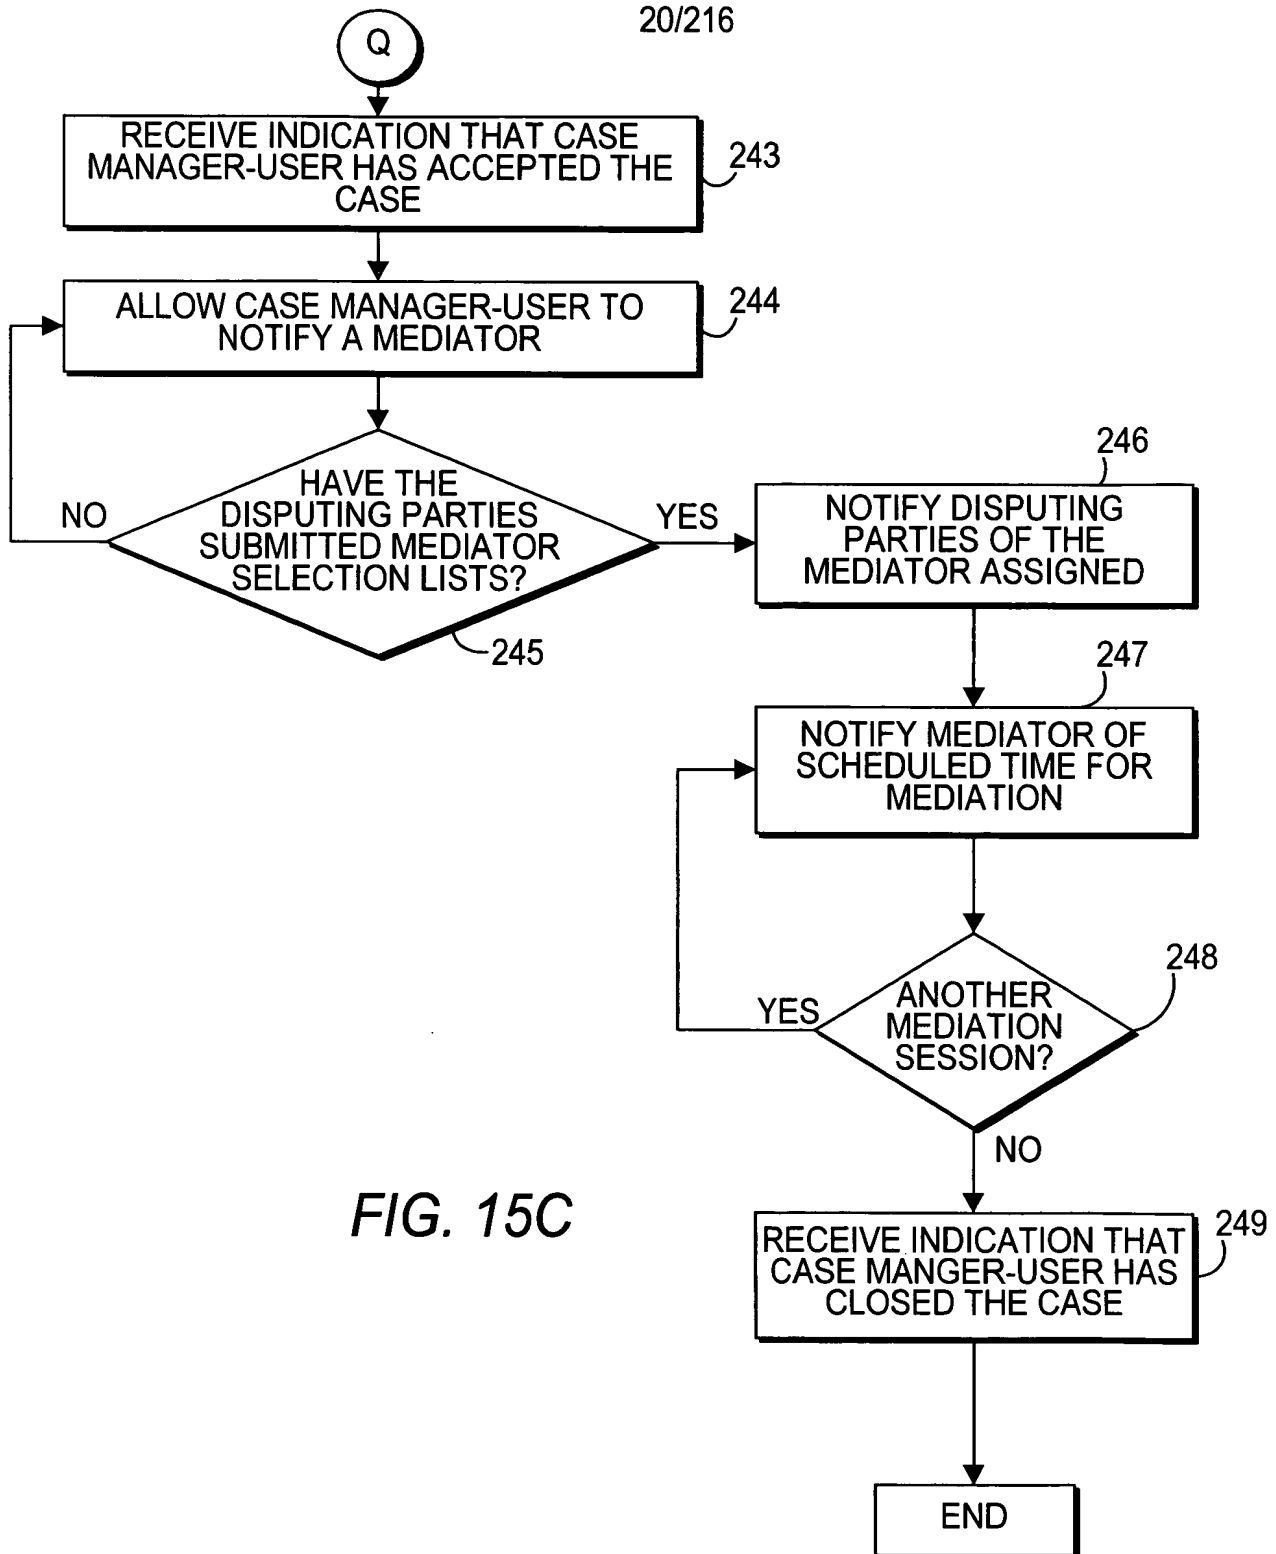 20/216
Q
RECEIVE INDICATION THAT CASE
MANAGER-USER HAS ACCEPTED THE
CASE
243
ALLOW CASE MANAGER-USER TO
NOTIFY A MEDIATOR
244
HAVE THE
DISPUTING PARTIES
SUBMITTED MEDIATOR
SELECTION LISTS?
NO
YES
245
246
NOTIFY DISPUTING
PARTIES OF THE
MEDIATOR ASSIGNED
247
NOTIFY MEDIATOR OF
SCHEDULED TIME FOR
MEDIATION
248
ANOTHER
MEDIATION
SESSION?
YES
NO
FIG. 15C
RECEIVE INDICATION THAT
CASE MANGER-USER HAS
CLOSED THE CASE
249
END